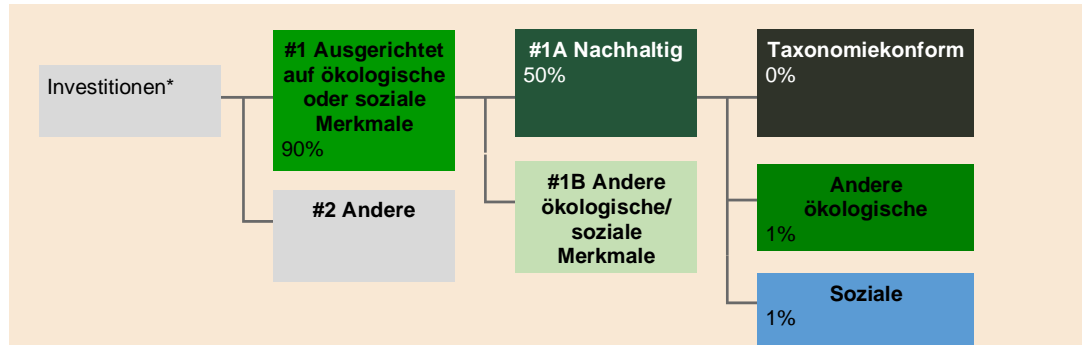 Investitionen*
#1 Ausgerichtet
auf ökologische
oder soziale
Merkmale
90%
#2 Andere
#1A Nachhaltig
50%
#1B Andere
ökologische/
soziale
Merkmale
Taxonomiekonform
0%
Andere
ökologische
1%
Soziale
1%